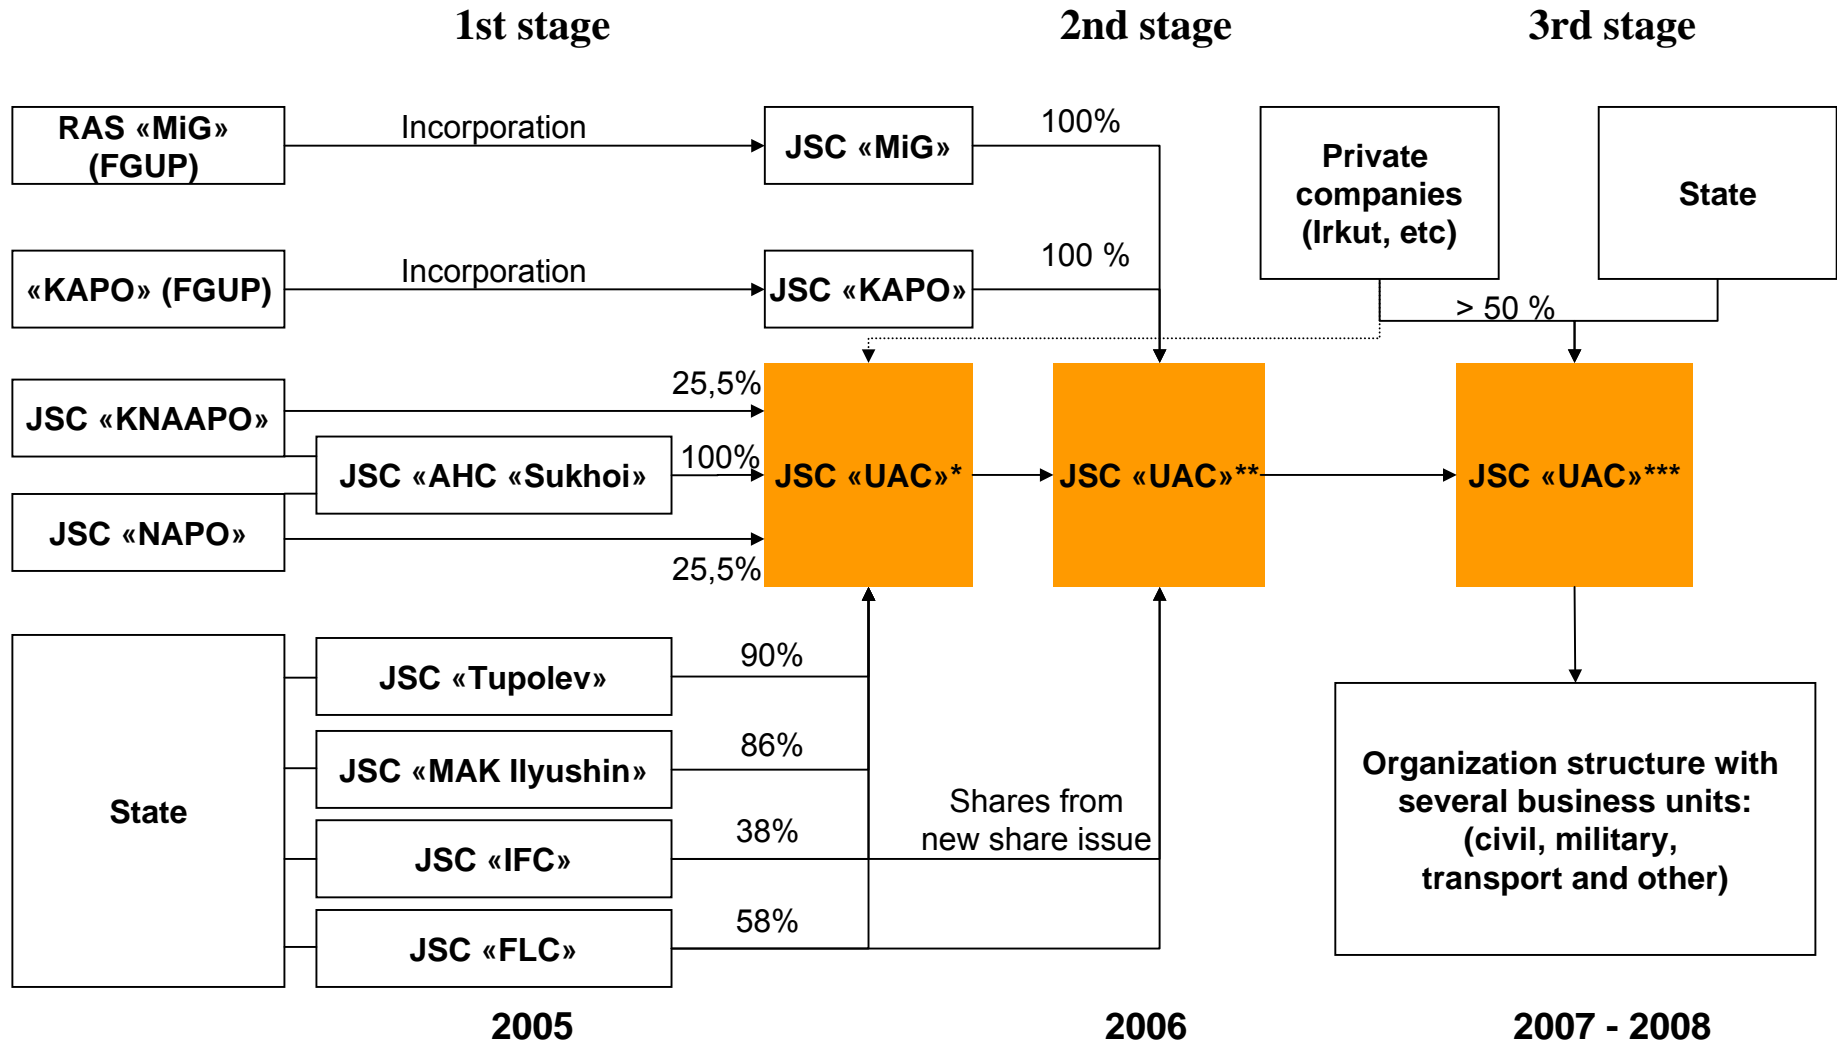 1st stage
2nd stage
3rd stage
RAS «MiG»
(FGUP)
Incorporation
JSC «MiG»
100%
Private
companies
(Irkut, etc)
State
«KAPO» (FGUP)
Incorporation
JSC «KAPO»
100 %
> 50 %
JSC «KNAAPO»
25,5%
JSC «AHC «Sukhoi»
100%
JSC «UAC»*
JSC «UAC»**
JSC «UAC»***
JSC «NAPO»
25,5%
State
JSC «Tupolev»
90%
JSC «MAK Ilyushin»
86%
JSC «IFC»
38%
JSC «FLC»
58%
Shares from
new share issue
Organization structure with
several business units:
(civil, military,
transport and other)
2005
2006
2007 - 2008